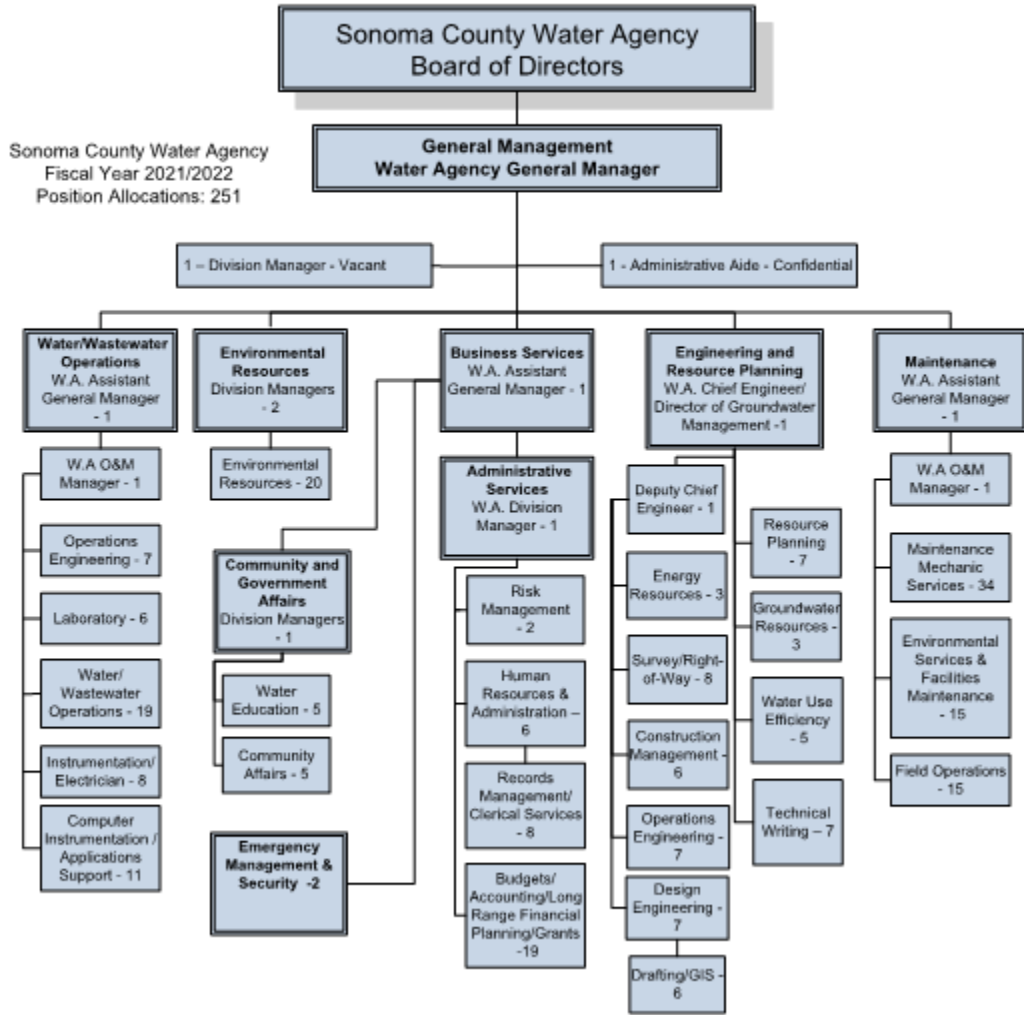 Sonoma County Water Agency
Board of Directors
General Management
Water Agency General Manager
Sonoma County Water Agency
Fiscal Year 2021/2022
Position Allocations: 251
1 – Division Manager - Vacant
1 - Administrative Aide - Confidential
Water/Wastewater
Operations
W.A. Assistant
General Manager
- 1
W.A O&M
Manager - 1
Operations
Engineering - 7
Laboratory - 6
Water/
Wastewater
Operations - 19
Instrumentation/
Electrician - 8
Computer
Instrumentation /
Applications
Support - 11
Environmental
Resources
Division Managers
- 2
Environmental
Resources - 20
Business Services
W.A. Assistant
General Manager - 1
Community and
Government
Affairs
Division Managers
- 1
Water
Education - 5
Community
Affairs - 5
Emergency
Management &
Security -2
Administrative
Services
W.A. Division
Manager - 1
Risk
Management
- 2
Human
Resources &
Administration –
6
Records
Management/
Clerical Services
- 8
Budgets/
Accounting/Long
Range Financial
Planning/Grants
-19
Engineering and
Resource Planning
W.A. Chief Engineer/
Director of Groundwater
Management -1
Deputy Chief
Engineer - 1
Energy
Resources - 3
Survey/Right-
of-Way - 8
Construction
Management -
6
Operations
Engineering -
7
Design
Engineering -
7
Drafting/GIS -
6
Resource
Planning
- 7
Groundwater
Resources -
3
Water Use
Efficiency
- 5
Technical
Writing – 7
Maintenance
W.A. Assistant
General Manager
- 1
W.A O&M
Manager - 1
Maintenance
Mechanic
Services - 34
Environmental
Services &
Facilities
Maintenance
- 15
Field Operations
- 15